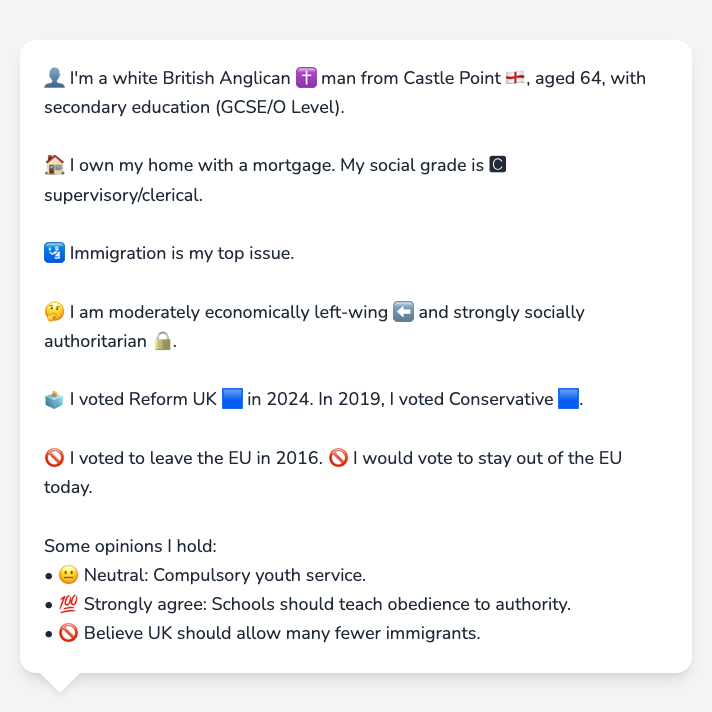 👤 I'm a white British Anglican ✝️ man from Castle Point 🏴󠁧󠁢󠁥󠁮󠁧󠁿, aged 64, with
secondary education (GCSE/O Level).
🏠 I own my home with a mortgage. My social grade is 🅲
supervisory/clerical.
🛂 Immigration is my top issue.
🤔 I am moderately economically left-wing ⬅️ and strongly socially
authoritarian 🔒.
🗳️ I voted Reform UK 🟦 in 2024. In 2019, I voted Conservative 🟦.
🚫 I voted to leave the EU in 2016. 🚫 I would vote to stay out of the EU
today.
Some opinions I hold:
• 😐 Neutral: Compulsory youth service.
• 💯 Strongly agree: Schools should teach obedience to authority.
• 🚫 Believe UK should allow many fewer immigrants.